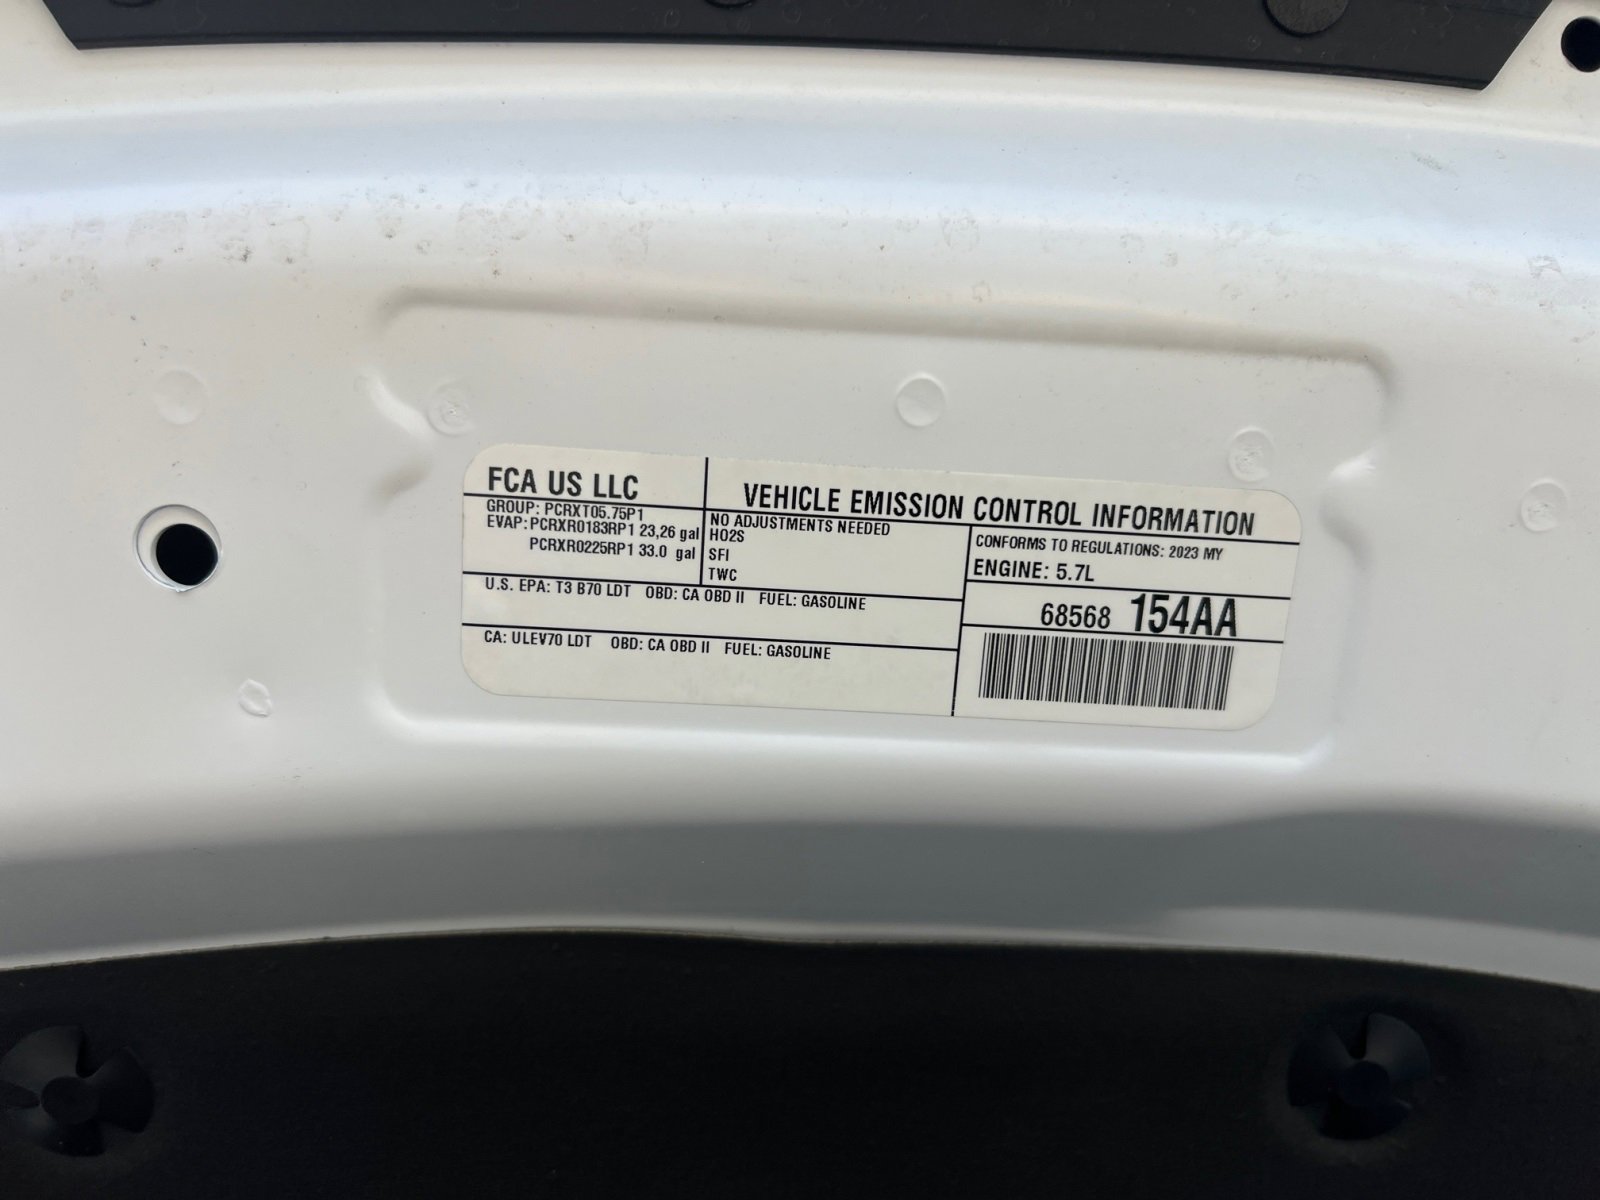 FCA US LLC
VEHICLE EMISSION CONTROL INFORMATION
GROUP: PCRXT05.75P1
EVAP: PCRXR0183RP1 23,26 gal
PCRXR0225RP1 33.0 gal
NO ADJUSTMENTS NEEDED
HO2S
SFI
TWC
CONFORMS TO REGULATIONS: 2023 MY
ENGINE: 5.7L
U.S. EPA: T3 B70 LDT OBD: CA OBD II FUEL: GASOLINE
CA: ULEV70 LDT OBD: CA OBD II FUEL: GASOLINE
68568 154AA